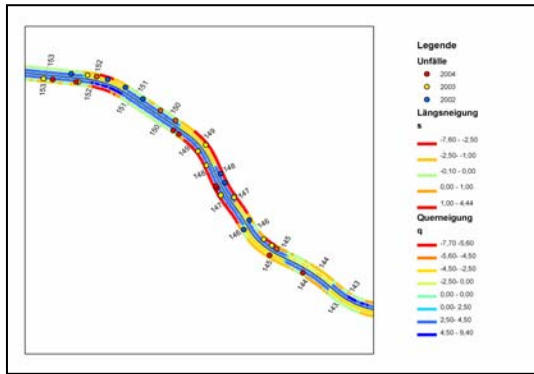 153
152
151
150
149
148
147
146
145
144
143
153
152
151
150
149
148
147
146
145
144
143
Legende
Unfälle
2004
2003
2002
Längsneigung
s
-7,60 - -2,50
-2,50 - -1,00
-0,10 - 0,00
0,00 - 1,00
1,00 - 4,44
Querneigung
q
-7,70 - -5,60
-5,60 - -4,50
-4,50 - -2,50
-2,50 - 0,00
0,00 - 0,00
0,00 - 2,50
2,50 - 4,50
4,50 - 9,40